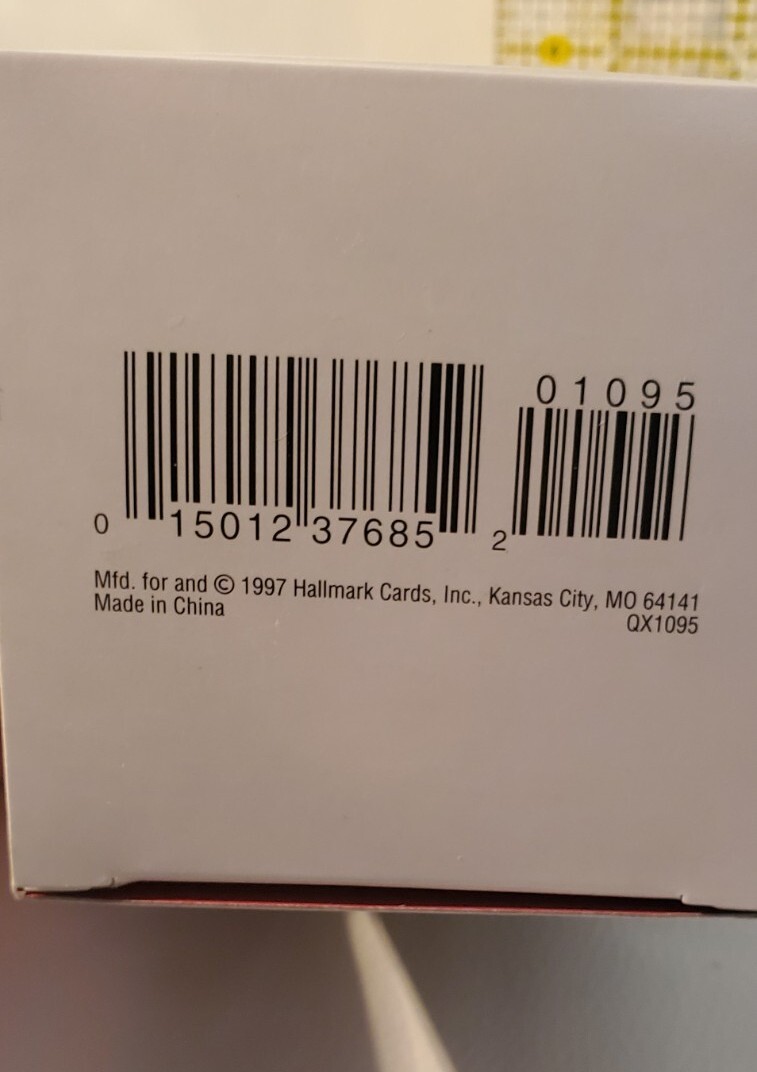 01095
0 15012 37685 2
Mfd. for and © 1997 Hallmark Cards, Inc., Kansas City, MO 64141
Made in China
QX1095